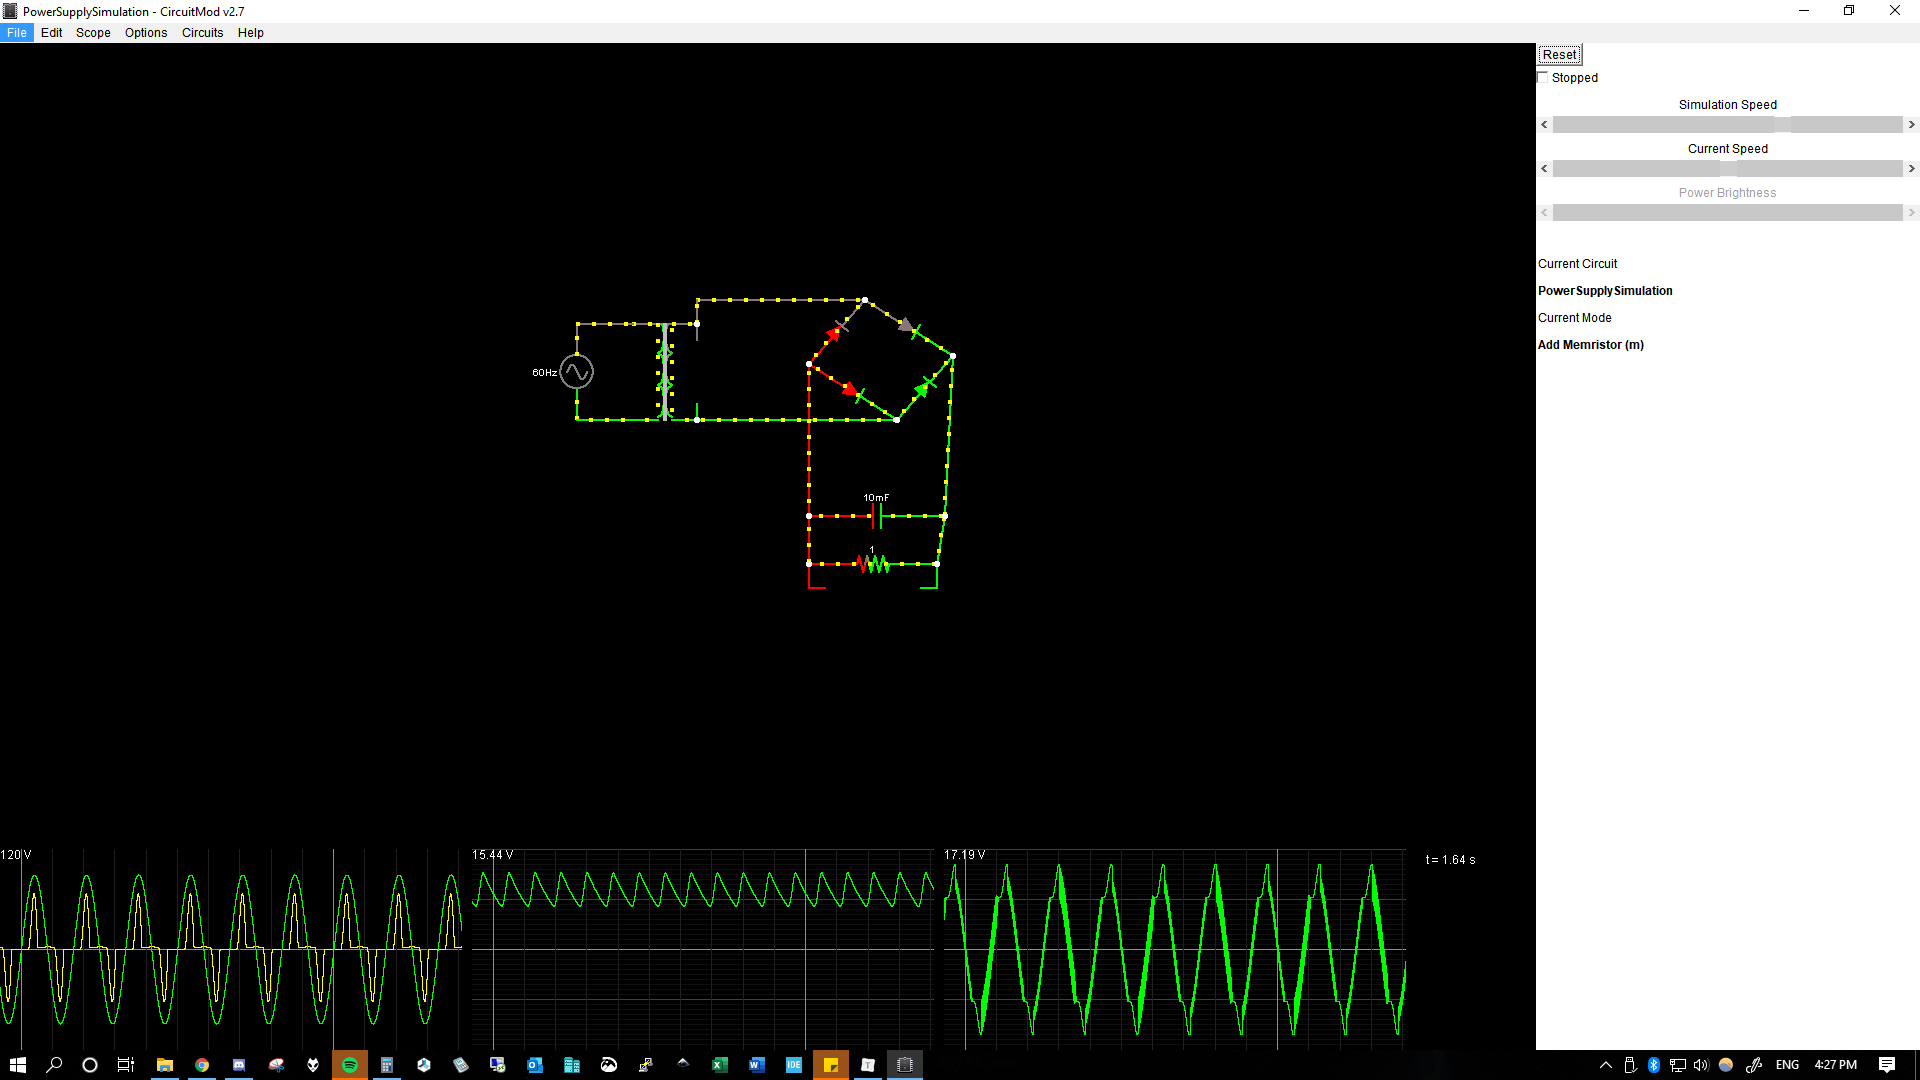 PowerSupplySimulation - CircuitMod v2.7
File Edit Scope Options Circuits Help
Reset
Stopped
Simulation Speed
Current Speed
Power Brightness
Current Circuit
PowerSupplySimulation
Current Mode
Add Memristor (m)
60Hz
10mF
1
120 V
15.44 V
17.19 V
t = 1.64 s
IDE
ENG
4:27 PM